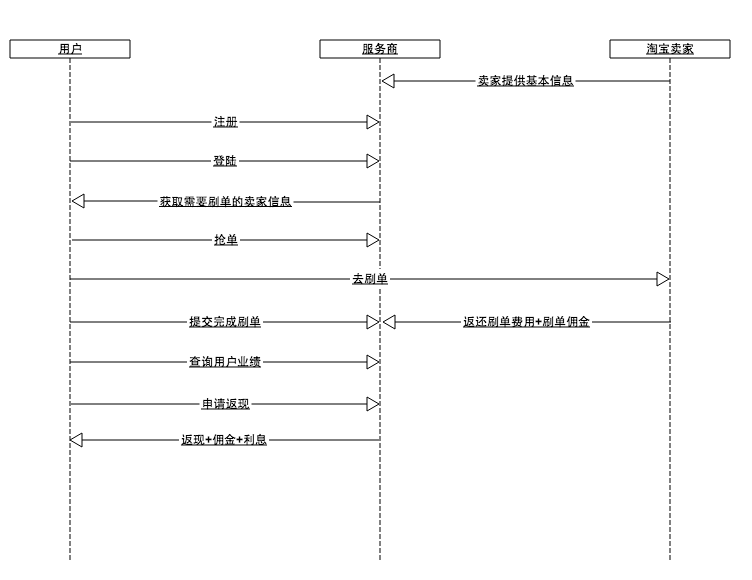 用户
服务商
淘宝卖家
卖家提供基本信息
注册
登陆
获取需要刷单的卖家信息
抢单
去刷单
提交完成刷单
返还刷单费用+刷单佣金
查询用户业绩
申请返现
返现+佣金+利息